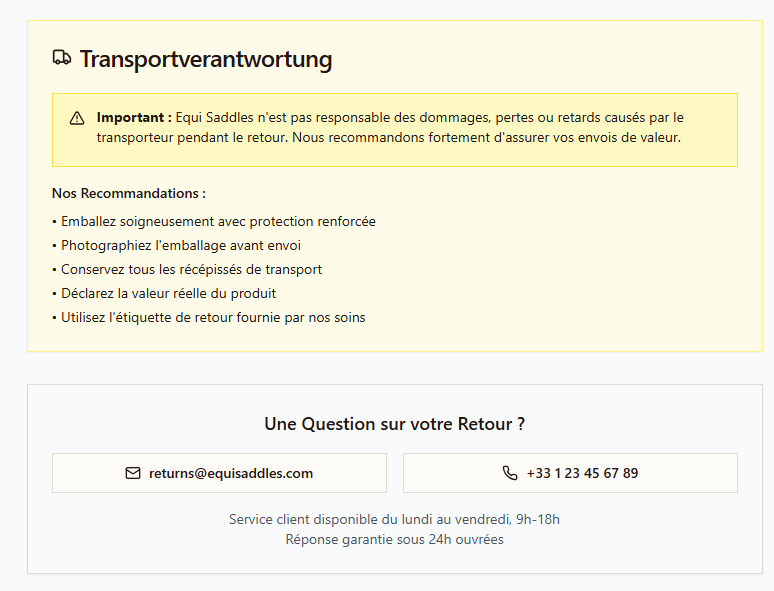 Transportverantwortung
Important : Equi Saddles n'est pas responsable des dommages, pertes ou retards causés par le
transporteur pendant le retour. Nous recommandons fortement d'assurer vos envois de valeur.
Nos Recommandations :
• Emballez soigneusement avec protection renforcée
• Photographiez l'emballage avant envoi
• Conservez tous les récépissés de transport
• Déclarez la valeur réelle du produit
• Utilisez l'étiquette de retour fournie par nos soins
Une Question sur votre Retour ?
returns@equisaddles.com
+33 1 23 45 67 89
Service client disponible du lundi au vendredi, 9h-18h
Réponse garantie sous 24h ouvrées